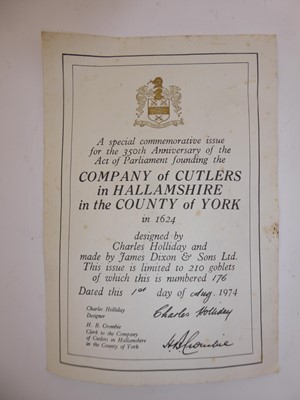 A special commemorative issue
for the 350th Anniversary of the
Act of Parliament founding the
COMPANY of CUTLERS
in HALLAMSHIRE
in the COUNTY of YORK
in 1624
designed by
Charles Holliday and
made by James Dixon & Sons Ltd.
This issue is limited to 210 goblets
of which this is numbered 176
Dated this 1st day of Aug. 1974
Charles Holliday
Designer
Charles Holliday
H. B. Crombie
Clerk to the Company
of Cutlers in Hallamshire
in the County of York
HBCrombie